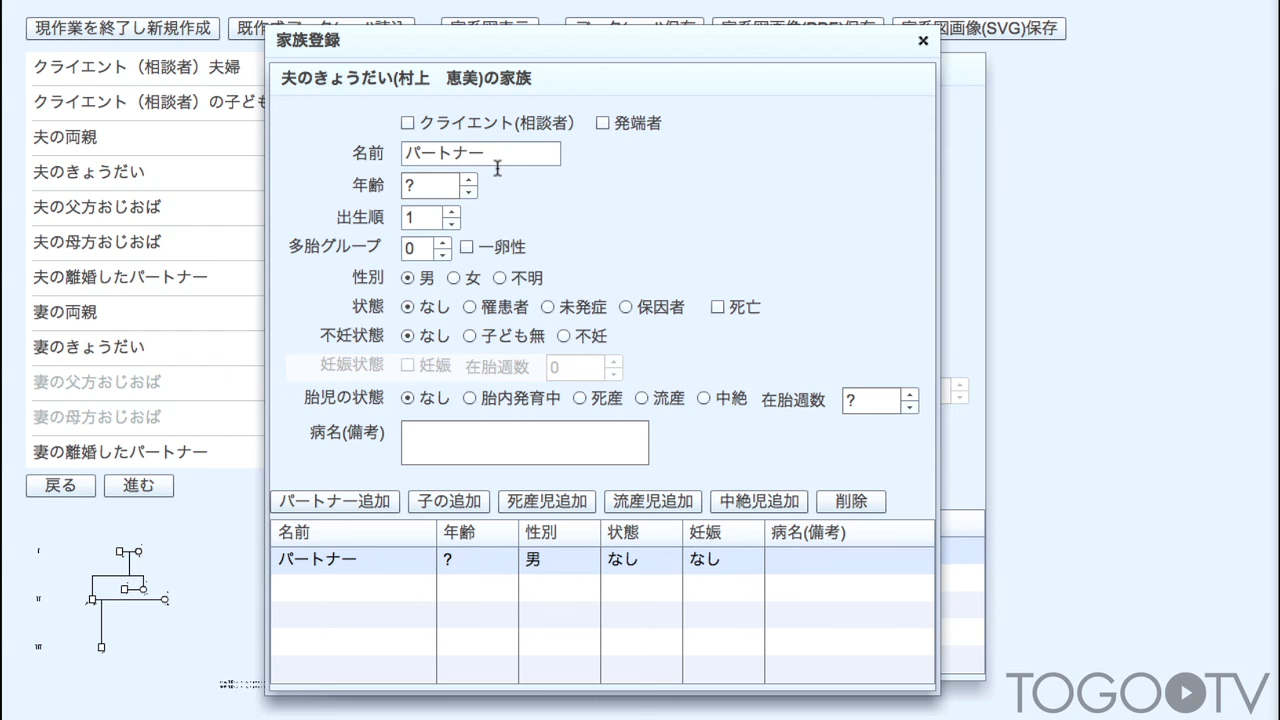 現作業を終了し新規作成
家族登録
×
夫のきょうだい(村上　恵美)の家族
クライエント（相談者）夫婦
クライエント（相談者）の子ども
夫の両親
夫のきょうだい
夫の父方おじおば
夫の母方おじおば
夫の離婚したパートナー
妻の両親
妻のきょうだい
妻の父方おじおば
妻の母方おじおば
妻の離婚したパートナー
戻る 進む
クライエント(相談者） 発端者
名前 パートナー
年齢 ?
出生順 1
多胎グループ 0 一卵性
性別 男 女 不明
状態 なし 罹患者 未発症 保因者 死亡
不妊状態 なし 子ども無 不妊
妊娠状態 妊娠 在胎週数 0
胎児の状態 なし 胎内発育中 死産 流産 中絶 在胎週数 ?
病名(備考)
パートナー追加 子の追加 死産児追加 流産児追加 中絶児追加 削除
名前 年齢 性別 状態 妊娠 病名(備考)
パートナー ? 男 なし なし
TOGO TV